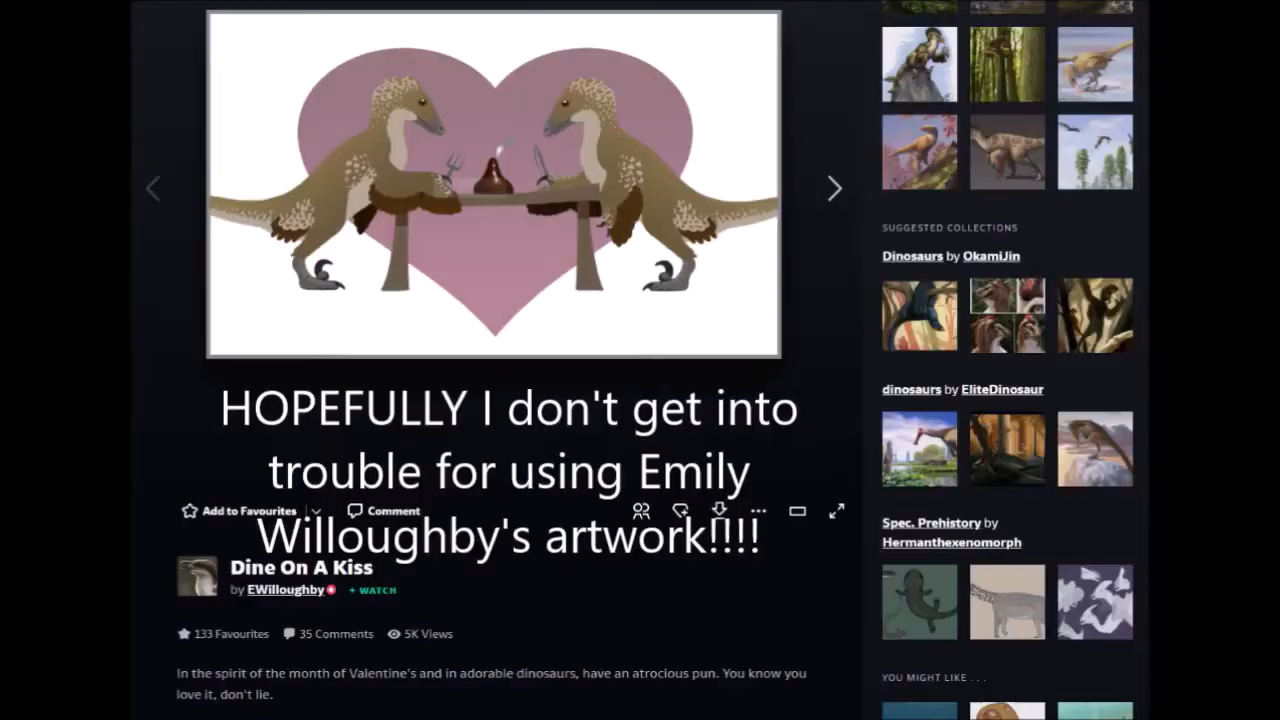 HOPEFULLY I don't get into
trouble for using Emily
Willoughby's artwork!!!!
Add to Favourites
Comment
Dine On A Kiss
by EWilloughby + WATCH
133 Favourites 35 Comments 5K Views
In the spirit of the month of Valentine's and in adorable dinosaurs, have an atrocious pun. You know you
love it, don't lie.
SUGGESTED COLLECTIONS
Dinosaurs by OkamiJin
dinosaurs by EliteDinosaur
Spec. Prehistory by
Hermanthexenomorph
YOU MIGHT LIKE . . .